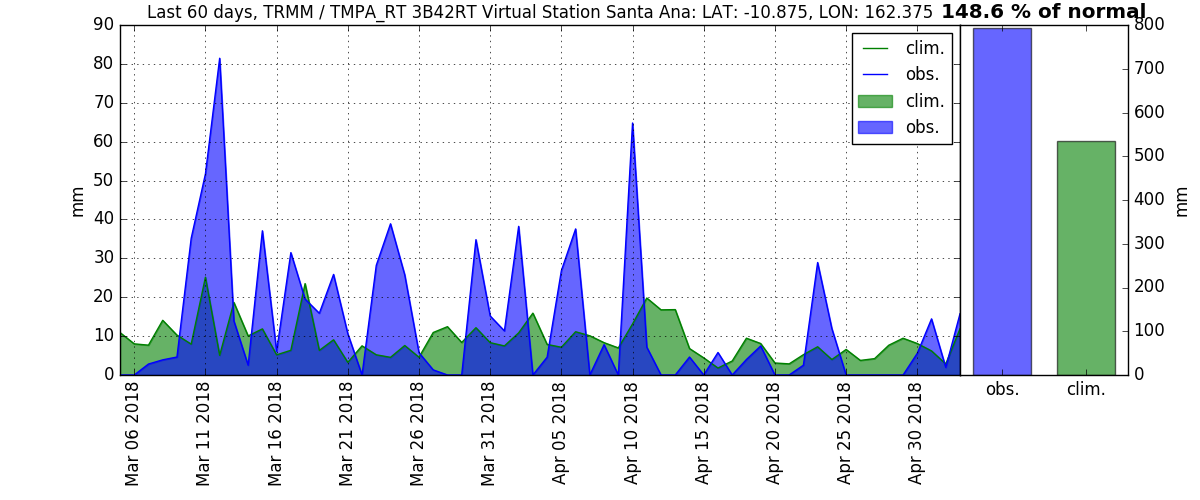 Last 60 days, TRMM / TMPA_RT 3B42RT Virtual Station Santa Ana: LAT: -10.875, LON: 162.375 148.6 % of normal
90
80
70
60
50
40
30
20
10
0
mm
clim.
obs.
clim.
obs.
Mar 06 2018
Mar 11 2018
Mar 16 2018
Mar 21 2018
Mar 26 2018
Mar 31 2018
Apr 05 2018
Apr 10 2018
Apr 15 2018
Apr 20 2018
Apr 25 2018
Apr 30 2018
800
700
600
500
400
300
200
100
0
mm
obs. clim.